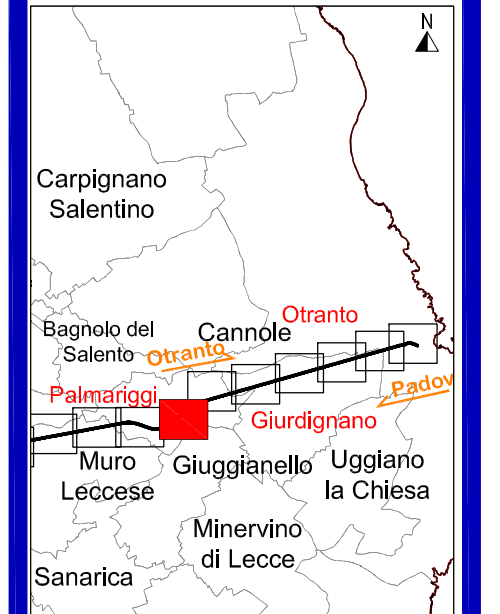 N
Carpignano
Salentino
Otranto
Bagnolo del
Salento
Cannole
Otranto
Palmariggi
Padov
Giurdignano
Muro
Leccese
Giuggianello
Uggiano
la Chiesa
Minervino
di Lecce
Sanarica